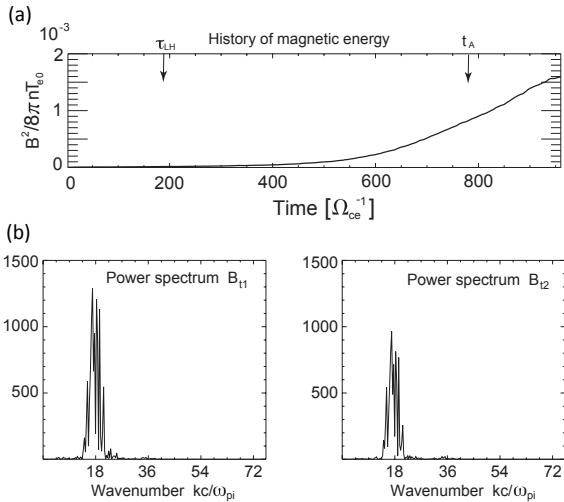 (a)
10⁻³
τLH History of magnetic energy tA
2
1
0
B²/8π nTe0
0 200 400 600 800
Time [Ωce⁻¹]
(b)
1500
1000
500
Power spectrum Bt1
18 36 54 72
Wavenumber kc/ωpi
1500
1000
500
Power spectrum Bt2
18 36 54 72
Wavenumber kc/ωpi